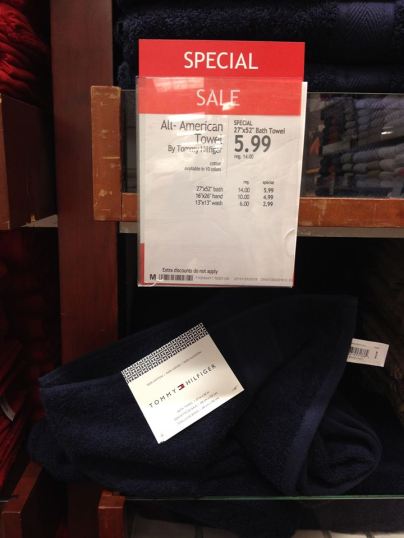 SPECIAL
SALE
All- American
Towel
By Tommy Hilfiger
cotton
available in 10 colors
SPECIAL
27"x52" Bath Towel
5.99
reg. 14.00
reg. special
27"x52" bath 14.00 5.99
16"x26" hand 10.00 4.99
13"x13" wash 6.00 2.99
Extra discounts do not apply
M
TOMMY HILFIGER